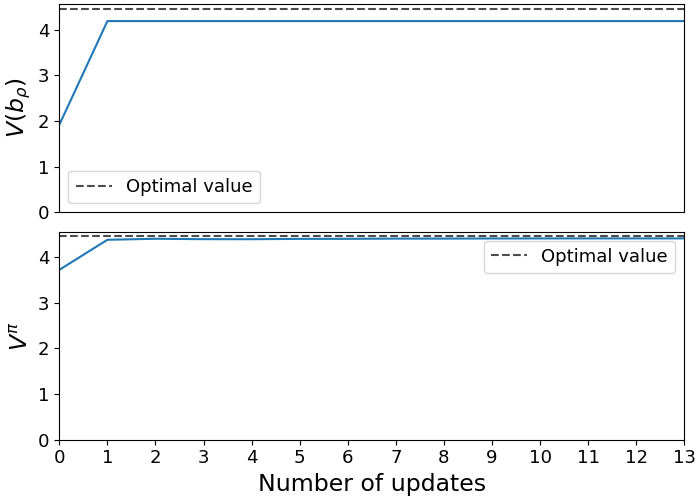 V(b_ρ)
4
3
2
1
0
Optimal value
V^π
4
3
2
1
0
Optimal value
0 1 2 3 4 5 6 7 8 9 10 11 12 13
Number of updates